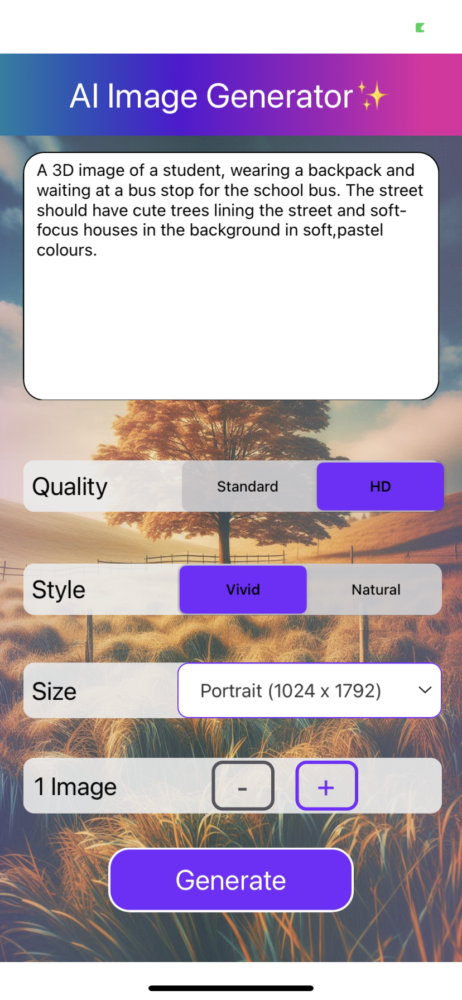 AI Image Generator✨
A 3D image of a student, wearing a backpack and
waiting at a bus stop for the school bus. The street
should have cute trees lining the street and soft-
focus houses in the background in soft,pastel
colours.
Quality Standard HD
Style Vivid Natural
Size Portrait (1024 x 1792)
1 Image - +
Generate